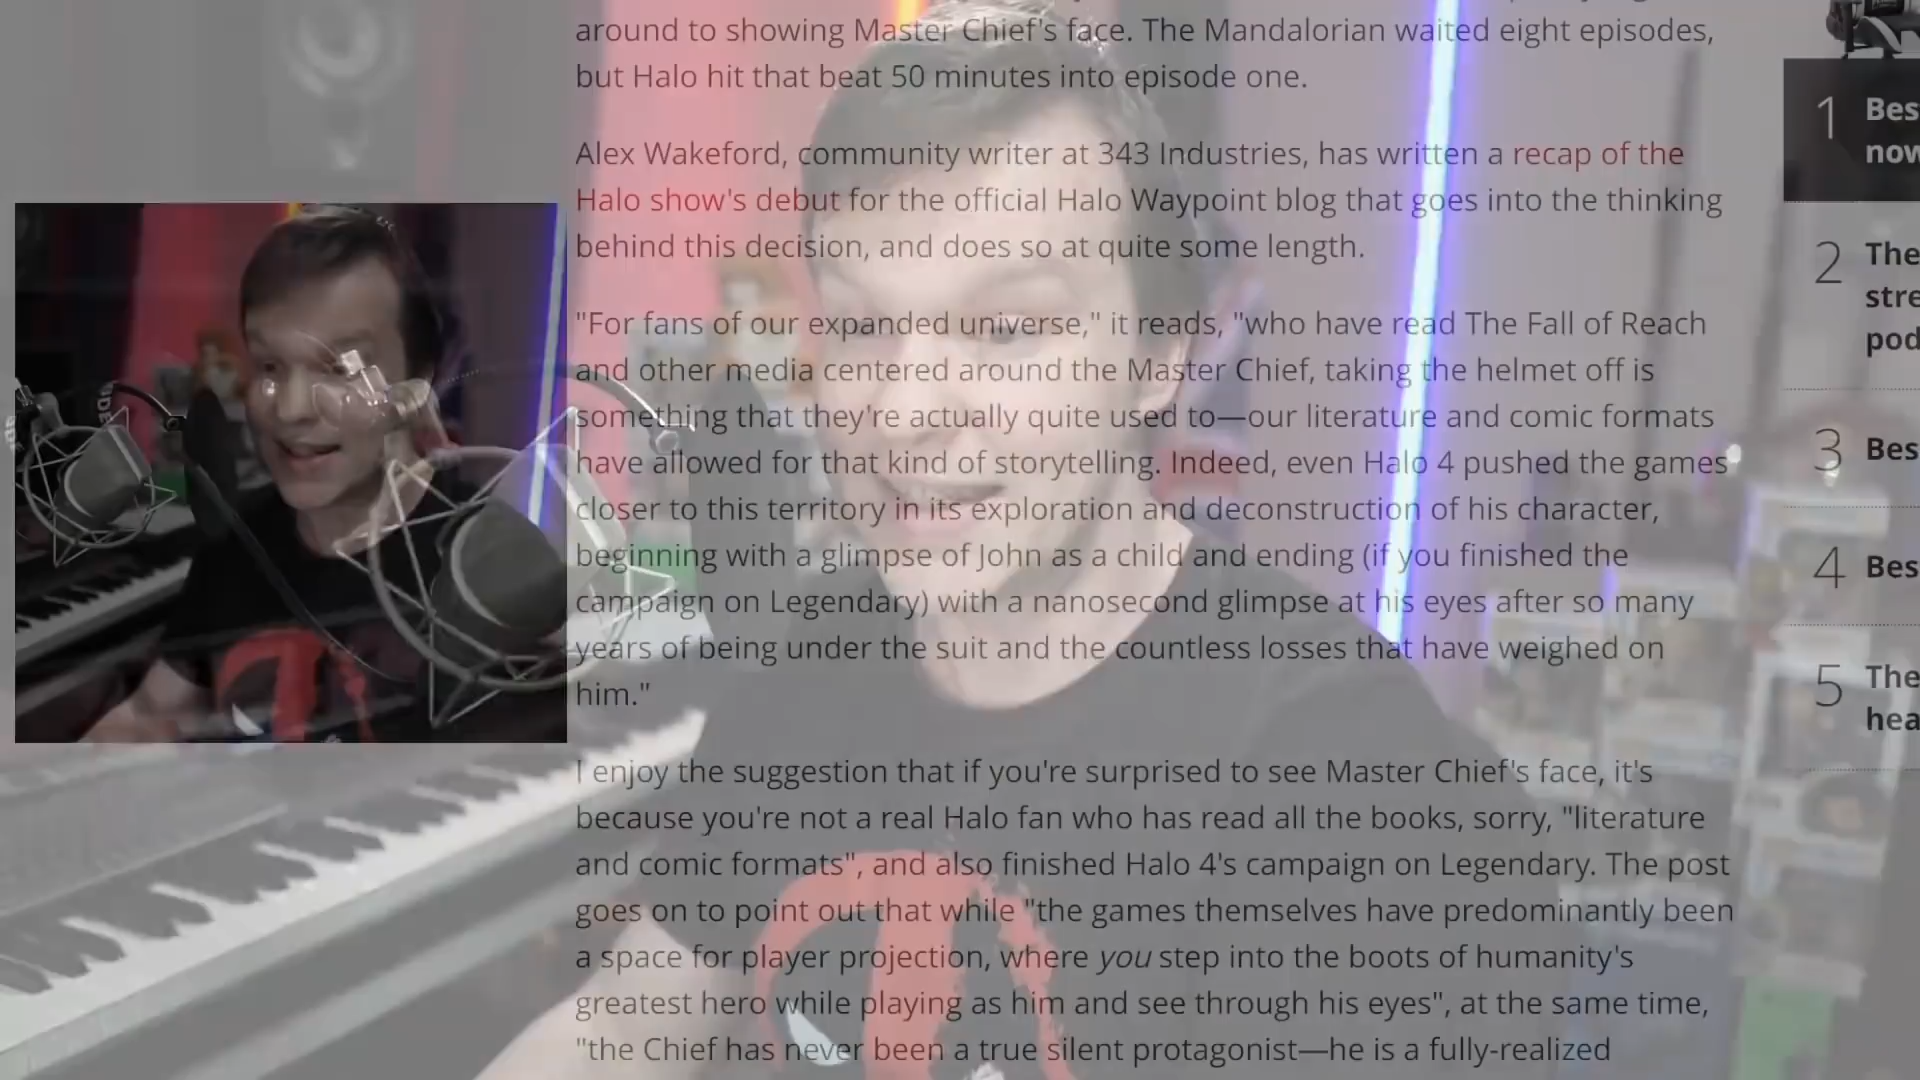 around to showing Master Chief's face. The Mandalorian waited eight episodes,
but Halo hit that beat 50 minutes into episode one.
Alex Wakeford, community writer at 343 Industries, has written a recap of the
Halo show's debut for the official Halo Waypoint blog that goes into the thinking
behind this decision, and does so at quite some length.
"For fans of our expanded universe," it reads, "who have read The Fall of Reach
and other media centered around the Master Chief, taking the helmet off is
something that they're actually quite used to—our literature and comic formats
have allowed for that kind of storytelling. Indeed, even Halo 4 pushed the games
closer to this territory in its exploration and deconstruction of his character,
beginning with a glimpse of John as a child and ending (if you finished the
campaign on Legendary) with a nanosecond glimpse at his eyes after so many
years of being under the suit and the countless losses that have weighed on
him."
I enjoy the suggestion that if you're surprised to see Master Chief's face, it's
because you're not a real Halo fan who has read all the books, sorry, "literature
and comic formats", and also finished Halo 4's campaign on Legendary. The post
goes on to point out that while "the games themselves have predominantly been
a space for player projection, where you step into the boots of humanity's
greatest hero while playing as him and see through his eyes", at the same time,
"the Chief has never been a true silent protagonist—he is a fully-realized
1 Bes
now
2 The
stre
pod
3 Bes
4 Bes
5 The
hea